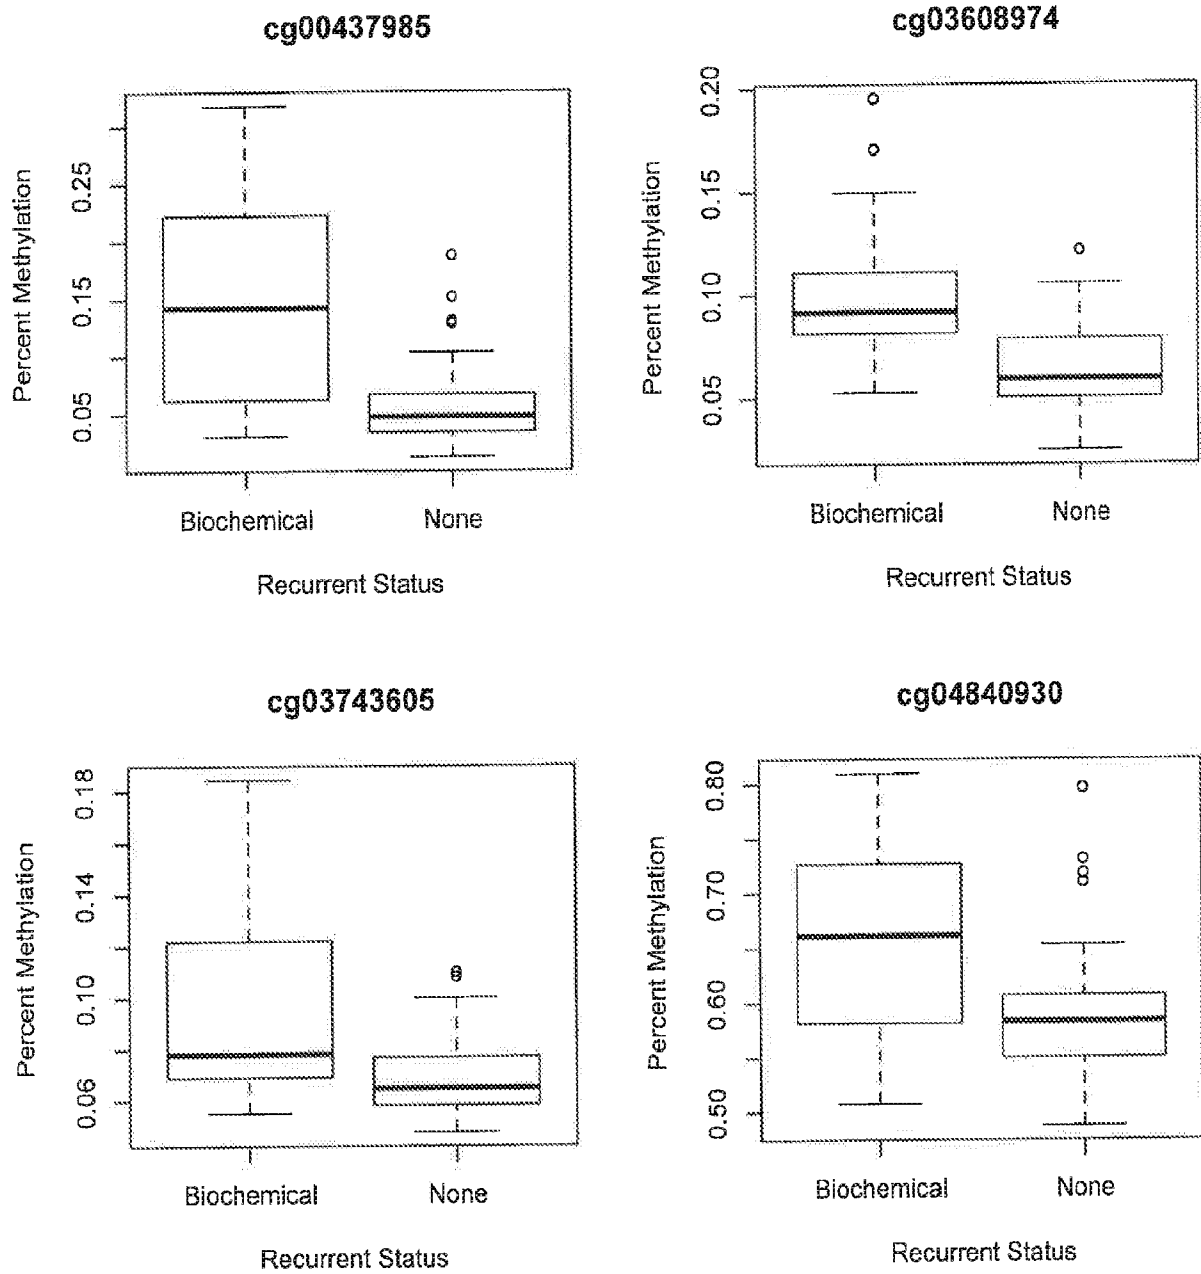 cg00437985
Percent Methylation
0.25
0.15
0.05
Biochemical
None
Recurrent Status
cg03608974
Percent Methylation
0.20
0.15
0.10
0.05
Biochemical
None
Recurrent Status
cg03743605
Percent Methylation
0.18
0.14
0.10
0.06
Biochemical
None
Recurrent Status
cg04840930
Percent Methylation
0.80
0.70
0.60
0.50
Biochemical
None
Recurrent Status